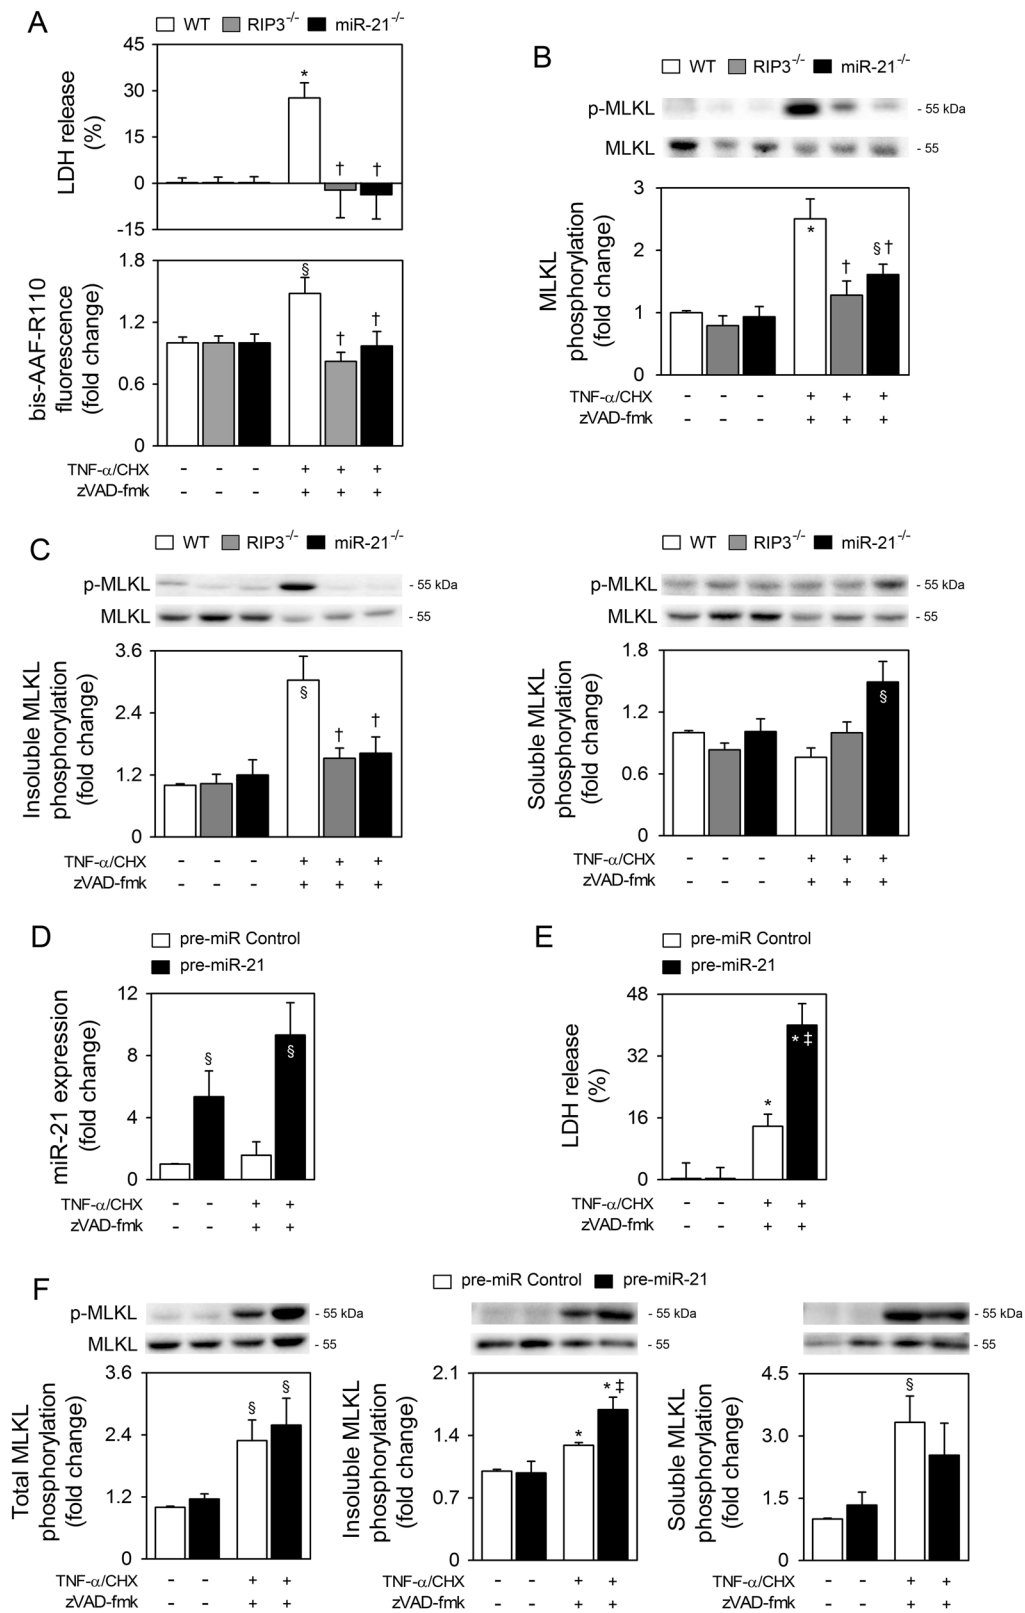 A
WT RIP3-/- miR-21-/-
LDH release
(%)
45
30
15
0
-15
*
†
†
bis-AAF-R110
fluorescence
(fold change)
1.8
1.2
0.6
0
§
†
†
TNF-α/CHX - - - + + +
zVAD-fmk - - - + + +
B
WT RIP3-/- miR-21-/-
p-MLKL - 55 kDa
MLKL - 55
MLKL
phosphorylation
(fold change)
3
2
1
0
*
†
§ †
TNF-α/CHX - - - + + +
zVAD-fmk - - - + + +
C
WT RIP3-/- miR-21-/-
p-MLKL - 55 kDa
MLKL - 55
Insoluble MLKL
phosphorylation
(fold change)
3.6
2.4
1.2
0
§
†
†
TNF-α/CHX - - - + + +
zVAD-fmk - - - + + +
WT RIP3-/- miR-21-/-
p-MLKL - 55 kDa
MLKL - 55
Soluble MLKL
phosphorylation
(fold change)
1.8
1.2
0.6
0
§
TNF-α/CHX - - - + + +
zVAD-fmk - - - + + +
D
pre-miR Control
pre-miR-21
miR-21 expression
(fold change)
12
8
4
0
§
§
TNF-α/CHX - - + +
zVAD-fmk - - + +
E
pre-miR Control
pre-miR-21
LDH release
(%)
48
32
16
0
*
* ‡
TNF-α/CHX - - + +
zVAD-fmk - - + +
F
pre-miR Control pre-miR-21
p-MLKL - 55 kDa
MLKL - 55
Total MLKL
phosphorylation
(fold change)
3.6
2.4
1.2
0
§
§
TNF-α/CHX - - + +
zVAD-fmk - - + +
- 55 kDa
- 55
Insoluble MLKL
phosphorylation
(fold change)
2.1
1.4
0.7
0
*
* ‡
TNF-α/CHX - - + +
zVAD-fmk - - + +
- 55 kDa
- 55
Soluble MLKL
phosphorylation
(fold change)
4.5
3.0
1.5
0
§
TNF-α/CHX - - + +
zVAD-fmk - - + +